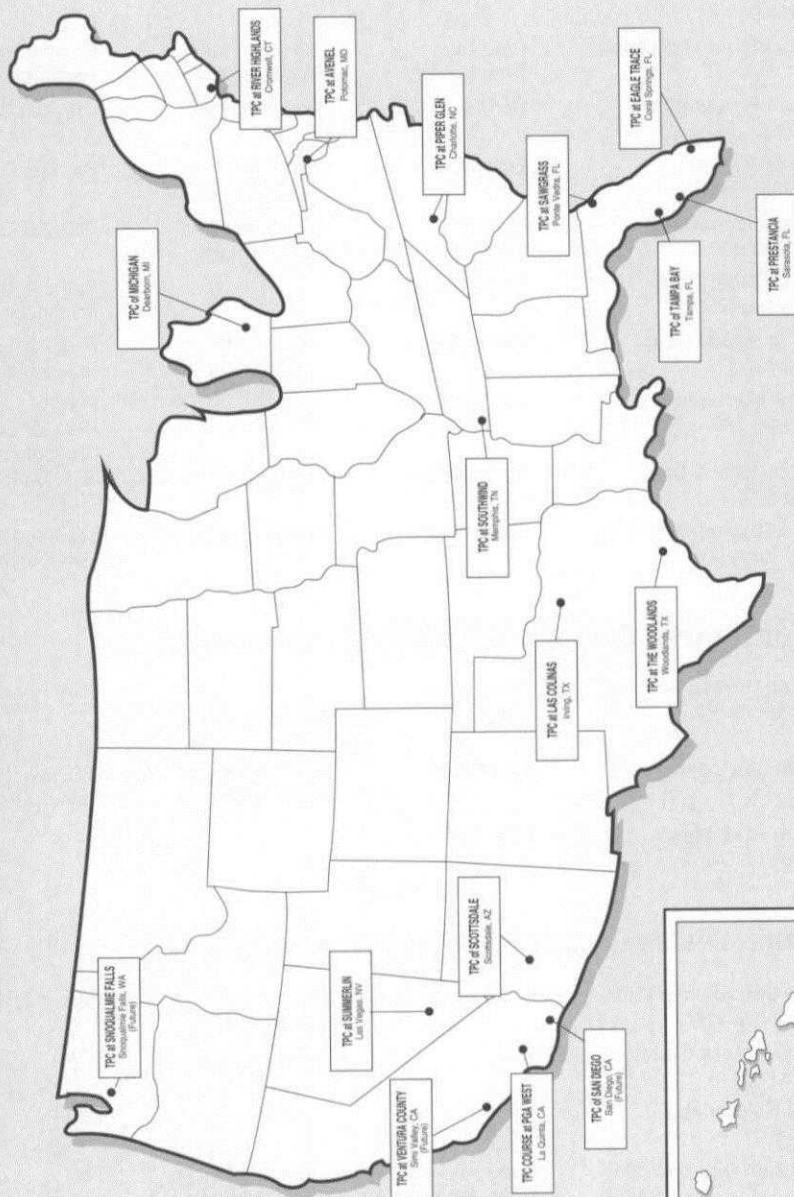 TPC at SNOQUALMIE FALLS
Snoqualmie Falls, WA
(Future)
TPC of MICHIGAN
Dearborn, MI
TPC at RIVER HIGHLANDS
Cromwell, CT
TPC at AVENEL
Potomac, MD
TPC at PIPER GLEN
Charlotte, NC
TPC at SUMMERLIN
Las Vegas, NV
TPC at VENTURA COUNTY
Simi Valley, CA
(Future)
TPC COURSE at PGA WEST
La Quinta, CA
TPC of SAN DIEGO
San Diego, CA
(Future)
TPC of SCOTTSDALE
Scottsdale, AZ
TPC at SOUTHWIND
Memphis, TN
TPC at LAS COLINAS
Irving, TX
TPC at THE WOODLANDS
Woodlands, TX
TPC at SAWGRASS
Ponte Vedra, FL
TPC of TAMPA BAY
Tampa, FL
TPC at PRESTANCIA
Sarasota, FL
TPC at EAGLE TRACE
Coral Springs, FL